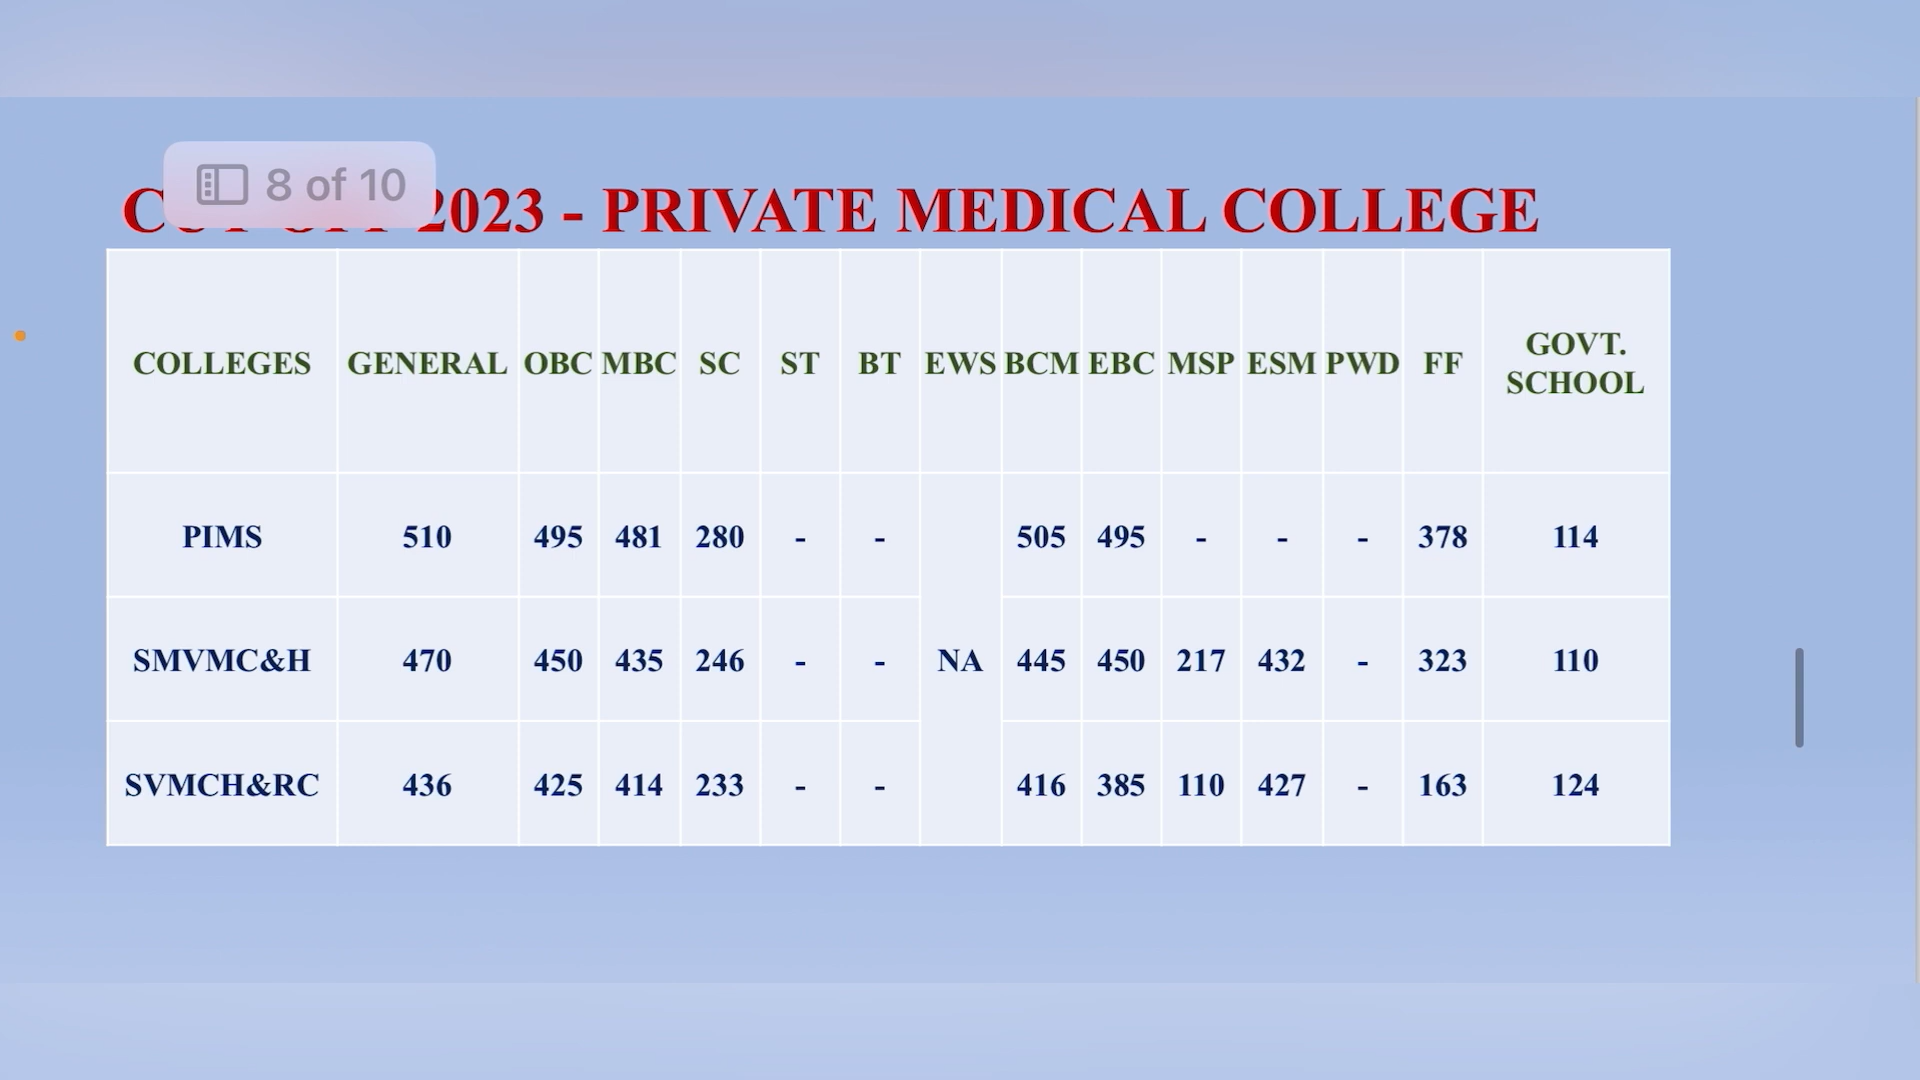 8 of 10
2023 - PRIVATE MEDICAL COLLEGE
COLLEGES GENERAL OBC MBC SC ST BT EWS BCM EBC MSP ESM PWD FF GOVT. SCHOOL
PIMS 510 495 481 280 - - 505 495 - - - 378 114
SMVMC&H 470 450 435 246 - - NA 445 450 217 432 - 323 110
SVMCH&RC 436 425 414 233 - - 416 385 110 427 - 163 124